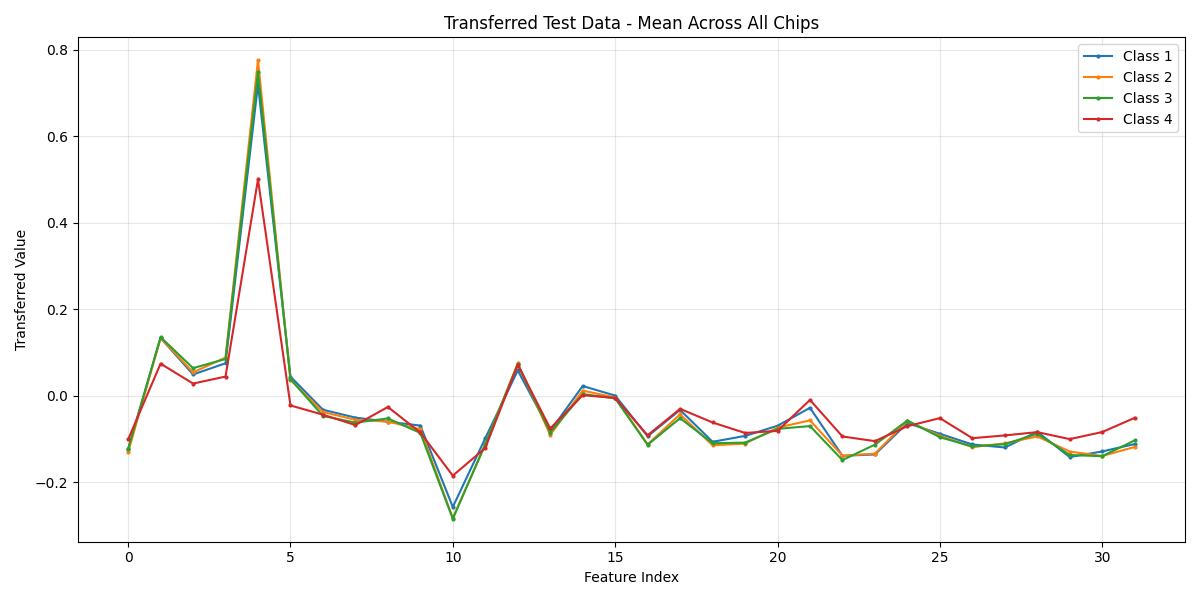 Transferred Test Data - Mean Across All Chips
Class 1
Class 2
Class 3
Class 4
Transferred Value
0.8
0.6
0.4
0.2
0.0
−0.2
0 5 10 15 20 25 30
Feature Index